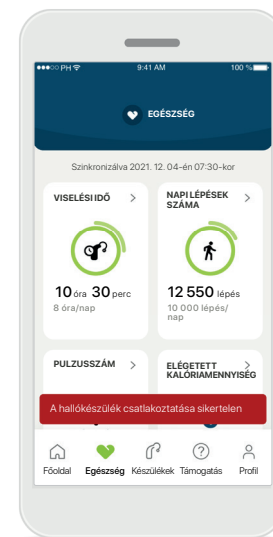 PH 9:41 AM 100 %
EGÉSZSÉG
Szinkronizálva 2021. 12. 04-én 07:30-kor
VISELÉSI IDŐ
10 óra 30 perc
8 óra/nap
NAPI LÉPÉSEK
SZÁMA
12 550 lépés
10 000 lépés/
nap
PULZUSSZÁM
ELÉGETETT
KALÓRIAMENNYISÉG
A hallókészülék csatlakoztatása sikertelen
Főoldal Egészség Készülékek Támogatás Profil